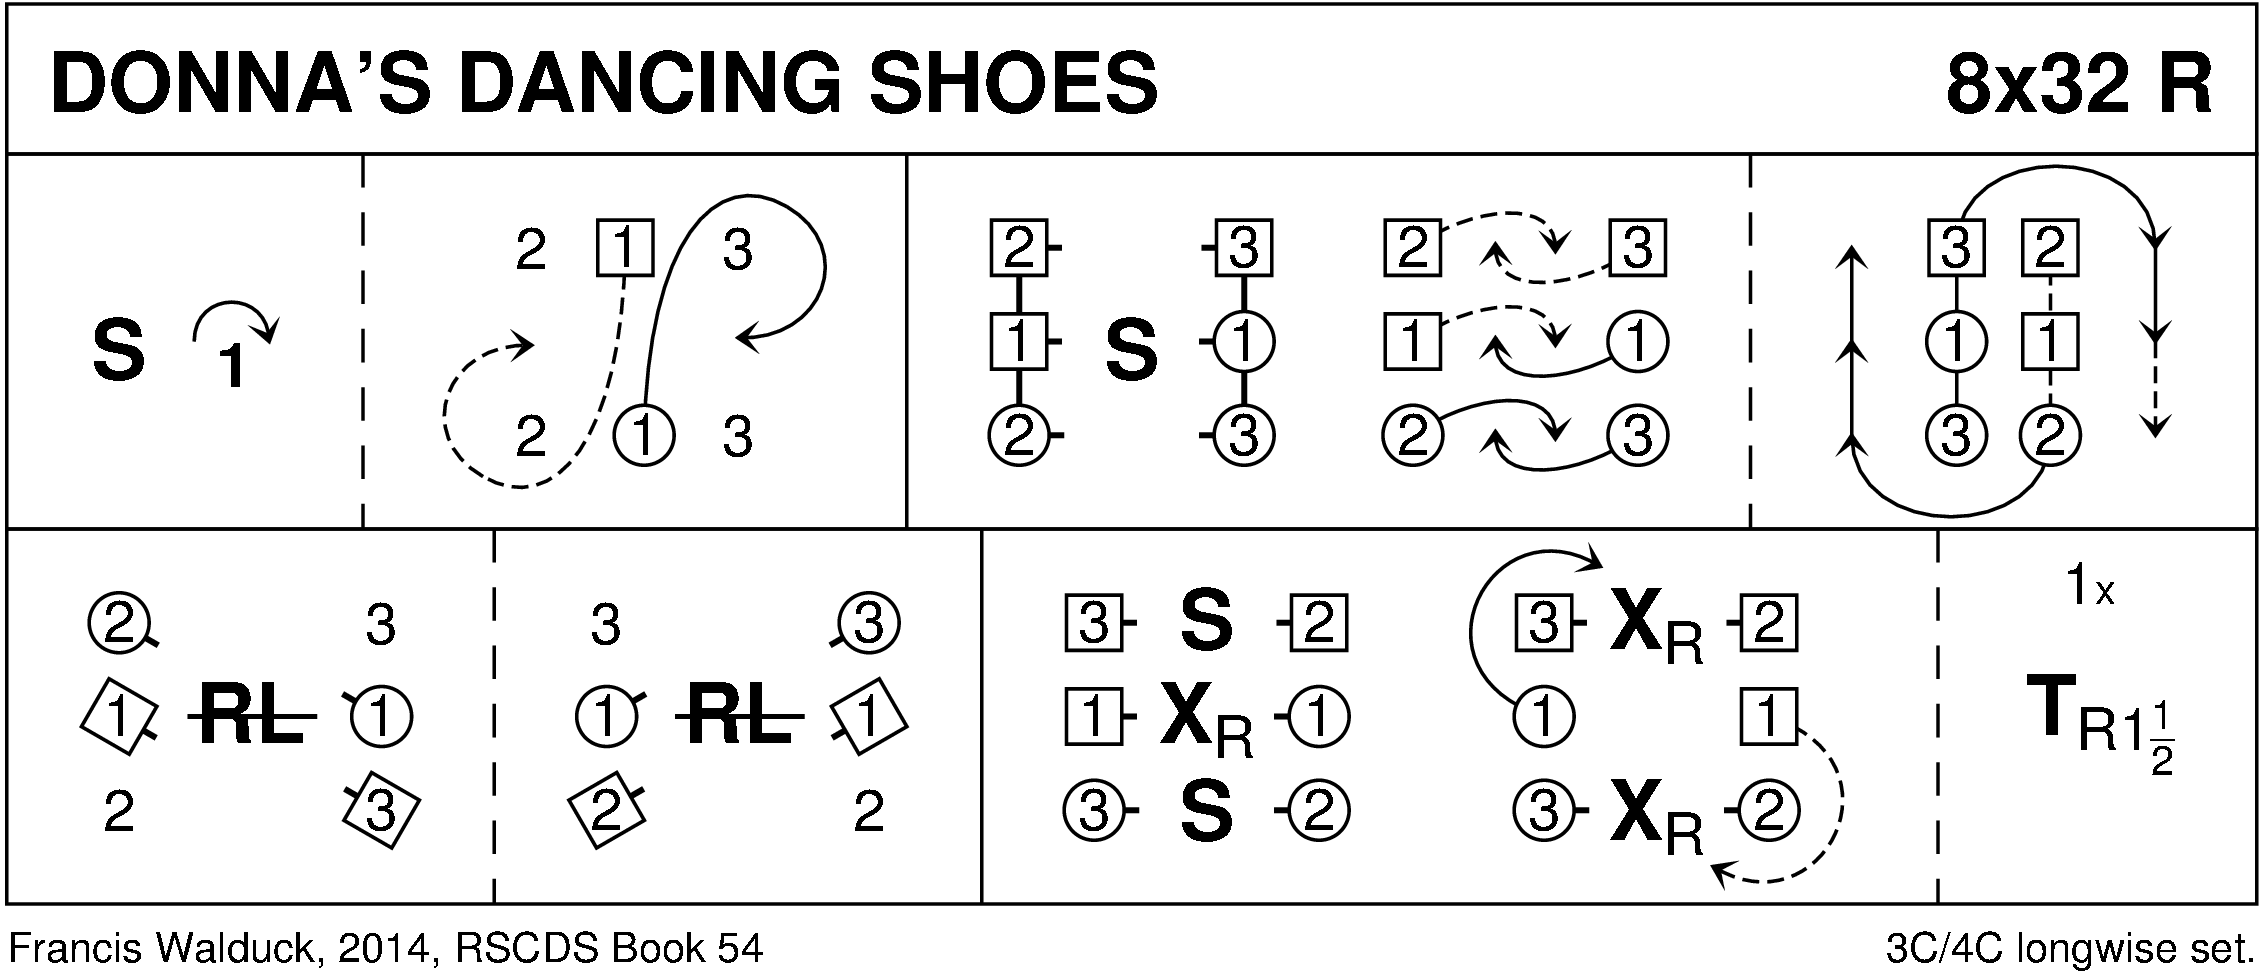 DONNA'S DANCING SHOES 8x32 R
2 1 3
S 1
2 1 3
2 3 2 3 3 2
1 S 1 1 1 1 1
2 3 2 3 3 2
2 3 3 3
1 RL 1 1 RL 1
2 3 2 2
3 S 2 3 XR 2 1x
1 XR 1 1 1 TR1 1/2
3 S 2 3 XR 2
Francis Walduck, 2014, RSCDS Book 54 3C/4C longwise set.